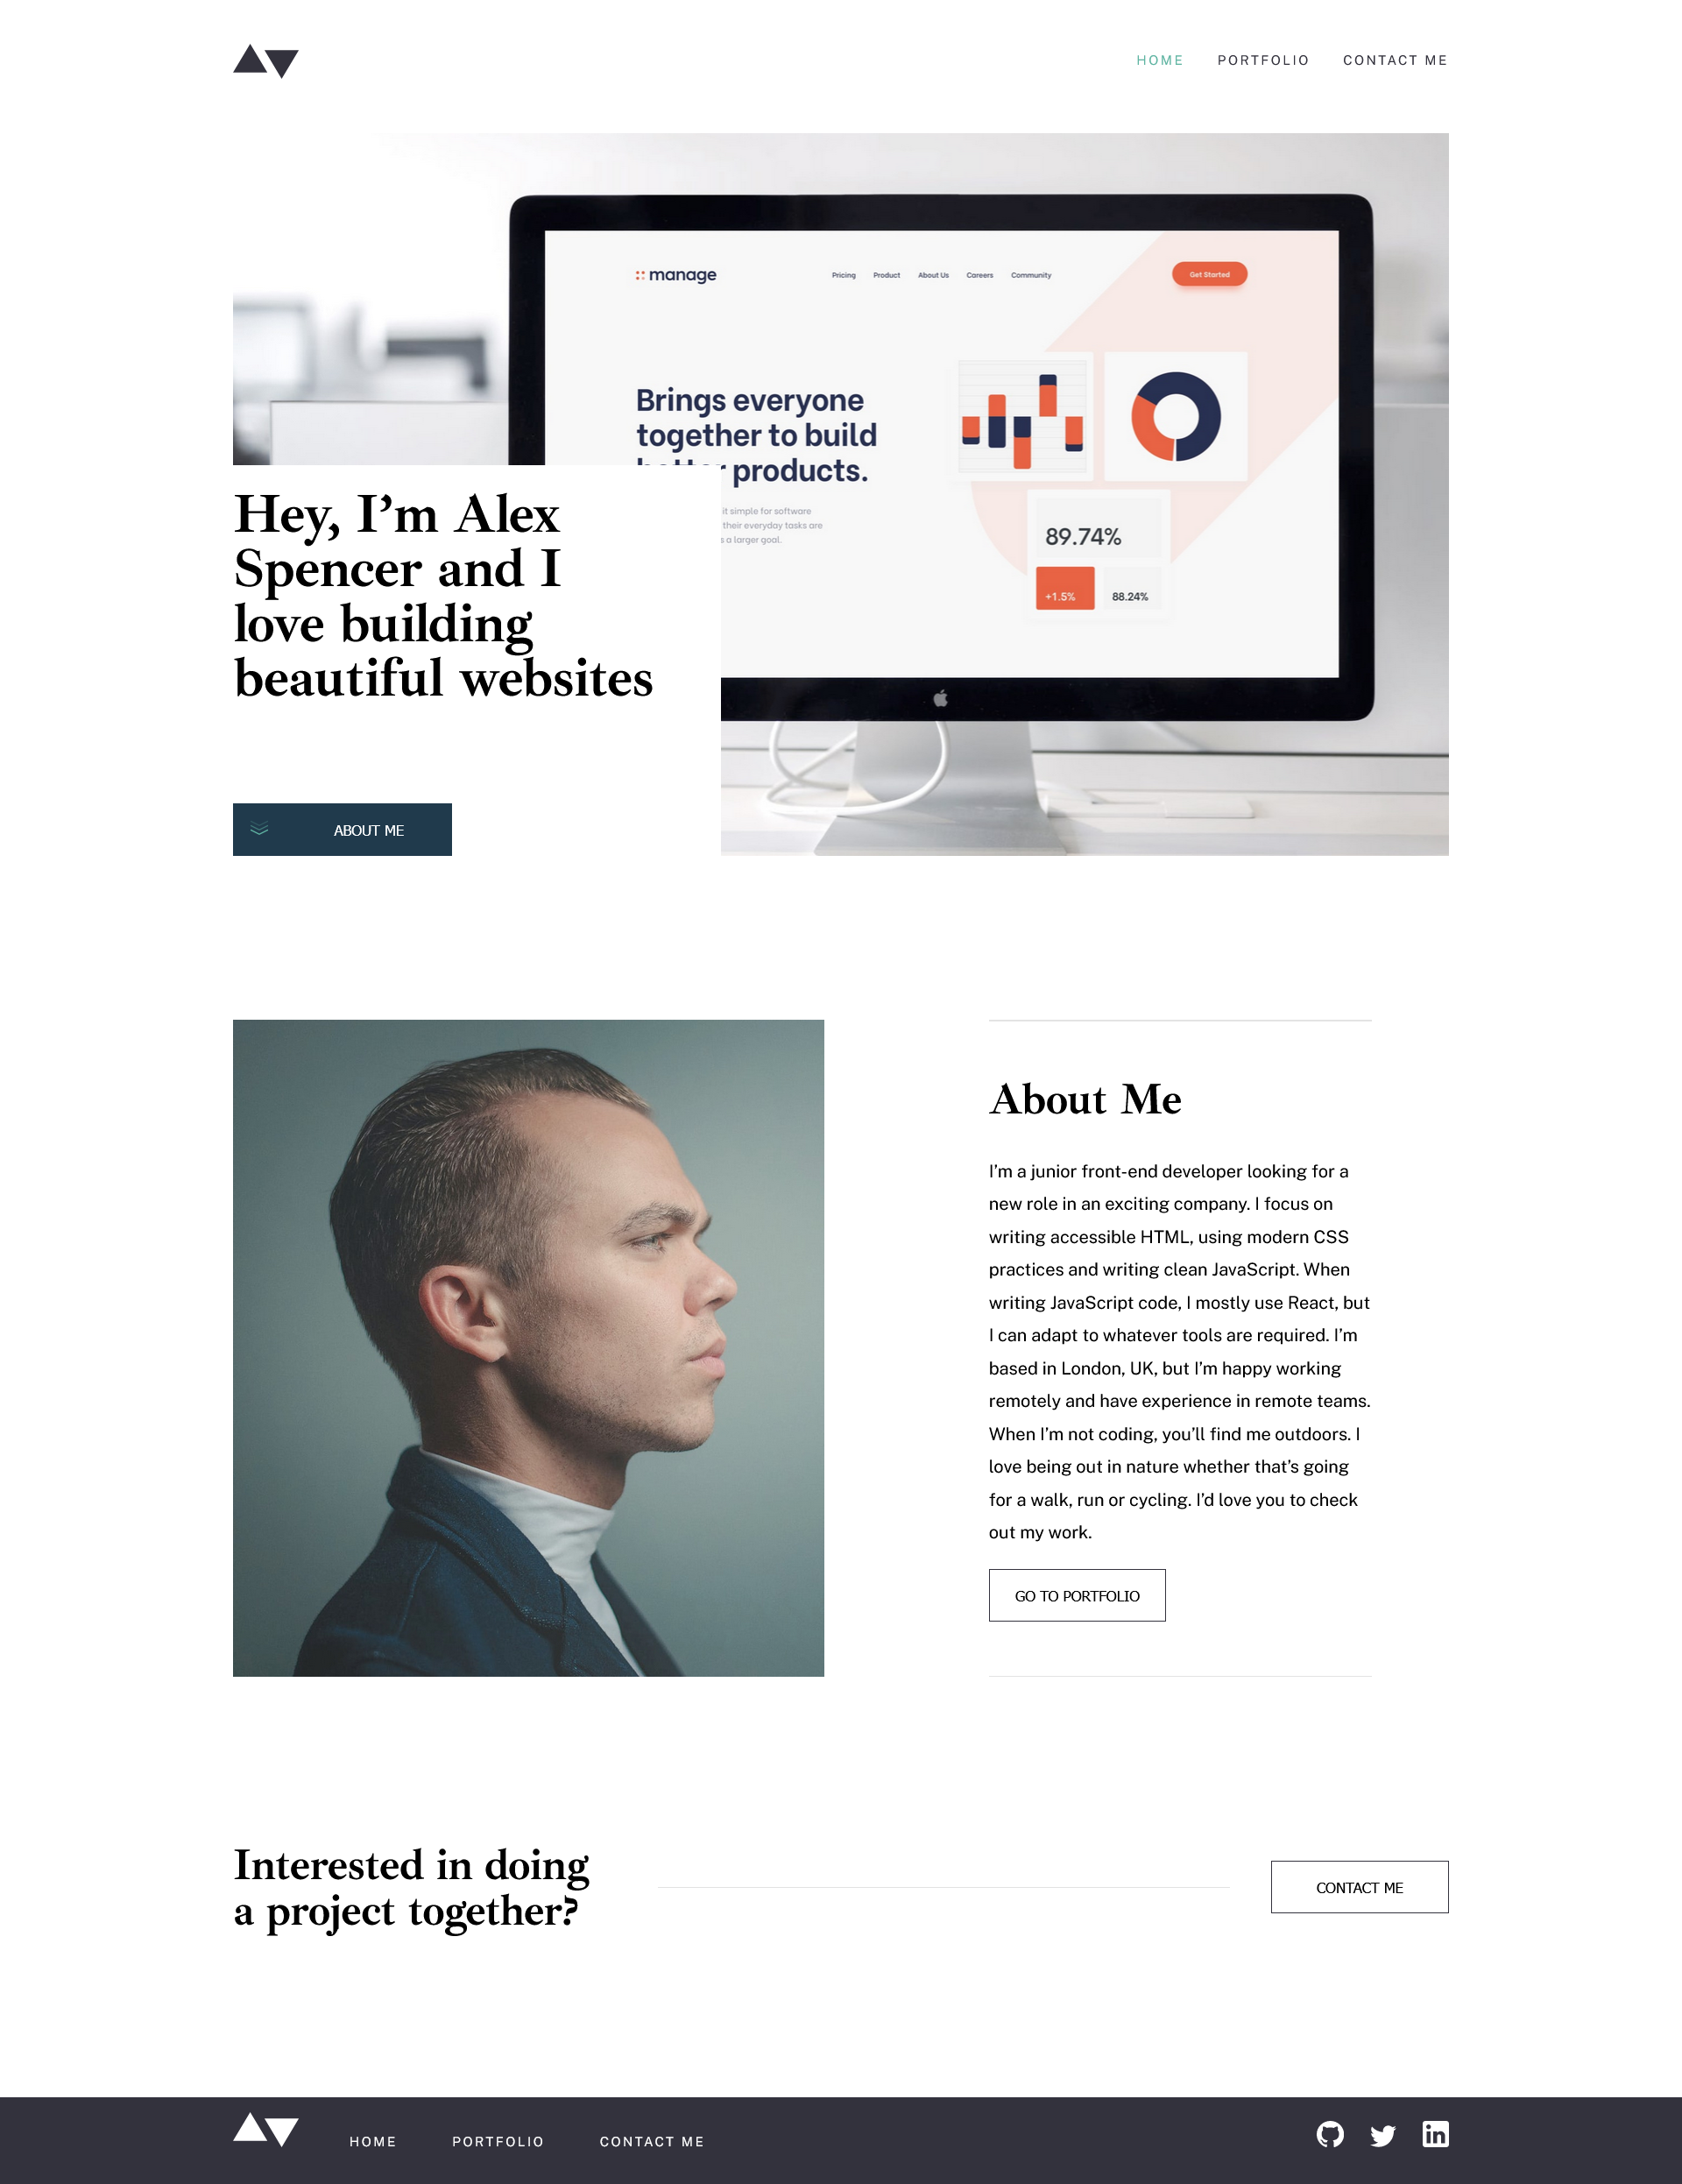 HOME PORTFOLIO CONTACT ME
manage
Pricing Product About Us Careers Community
Get Started
Brings everyone
together to build
products.
it simple for software
their everyday tasks are
a larger goal.
89.74%
+1.5% 88.24%
Hey, I’m Alex
Spencer and I
love building
beautiful websites
ABOUT ME
About Me
I’m a junior front-end developer looking for a
new role in an exciting company. I focus on
writing accessible HTML, using modern CSS
practices and writing clean JavaScript. When
writing JavaScript code, I mostly use React, but
I can adapt to whatever tools are required. I’m
based in London, UK, but I’m happy working
remotely and have experience in remote teams.
When I’m not coding, you’ll find me outdoors. I
love being out in nature whether that’s going
for a walk, run or cycling. I’d love you to check
out my work.
GO TO PORTFOLIO
Interested in doing
a project together?
CONTACT ME
HOME PORTFOLIO CONTACT ME
in